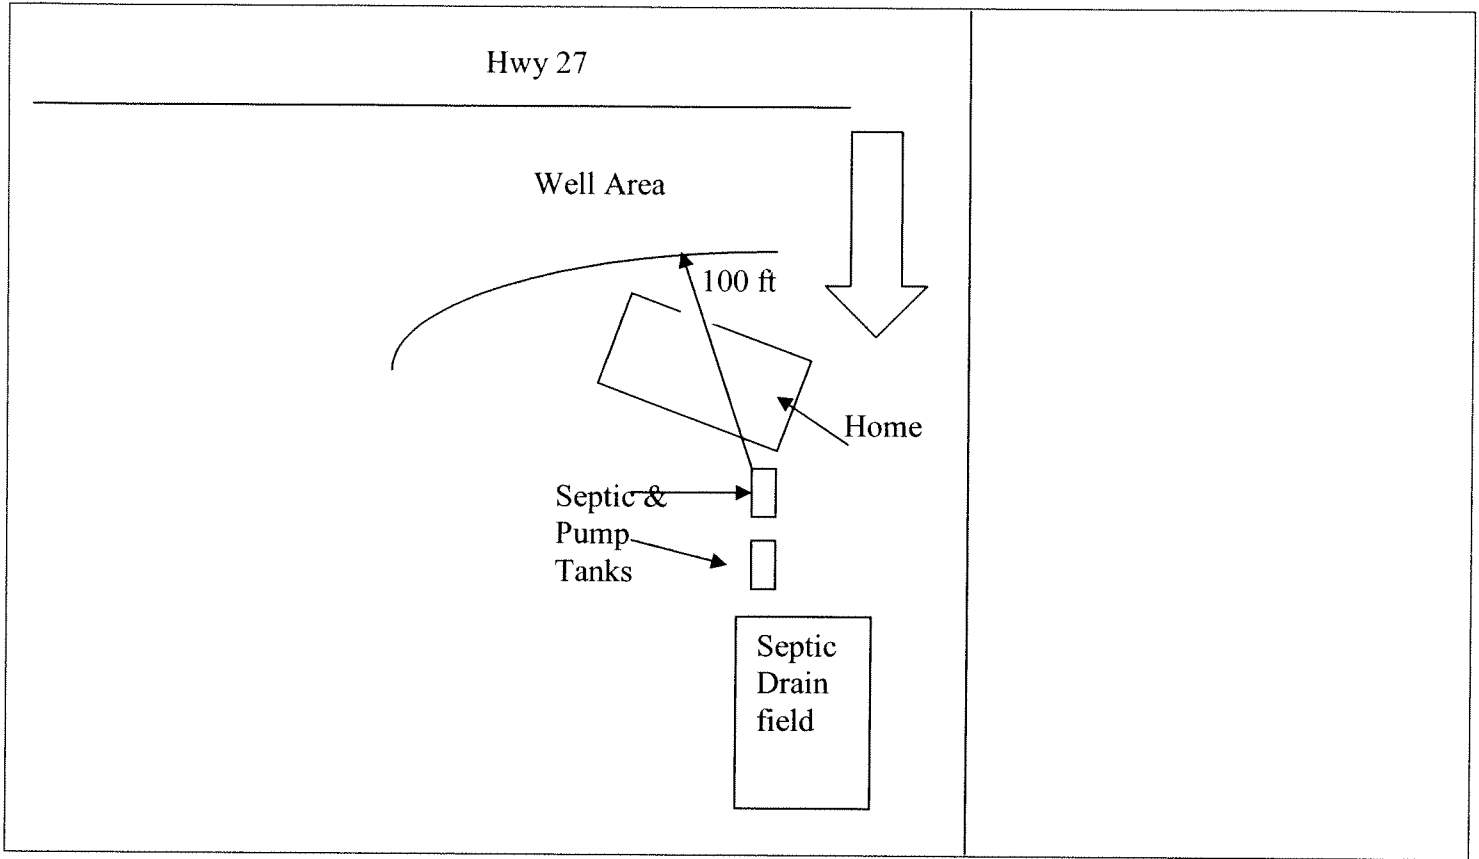 Hwy 27
Well Area
100 ft
Home
Septic &
Pump
Tanks
Septic
Drain
field